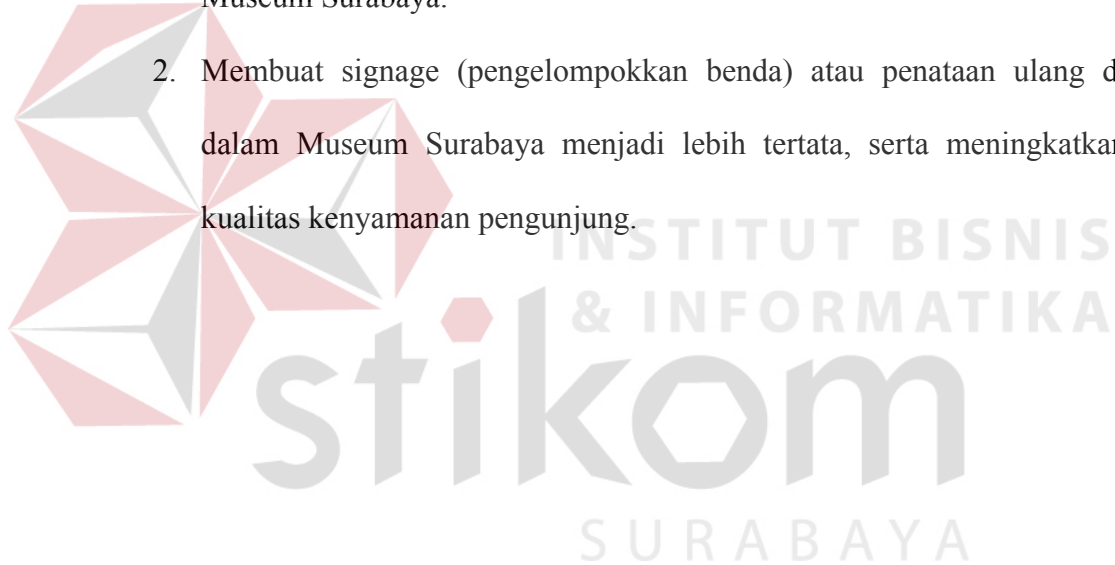 Museum Surabaya.
2. Membuat signage (pengelompokkan benda) atau penataan ulang d
dalam Museum Surabaya menjadi lebih tertata, serta meningkatkan
kualitas kenyamanan pengunjung.
INSTITUT BISNIS
& INFORMATIKA
stikom
SURABAYA